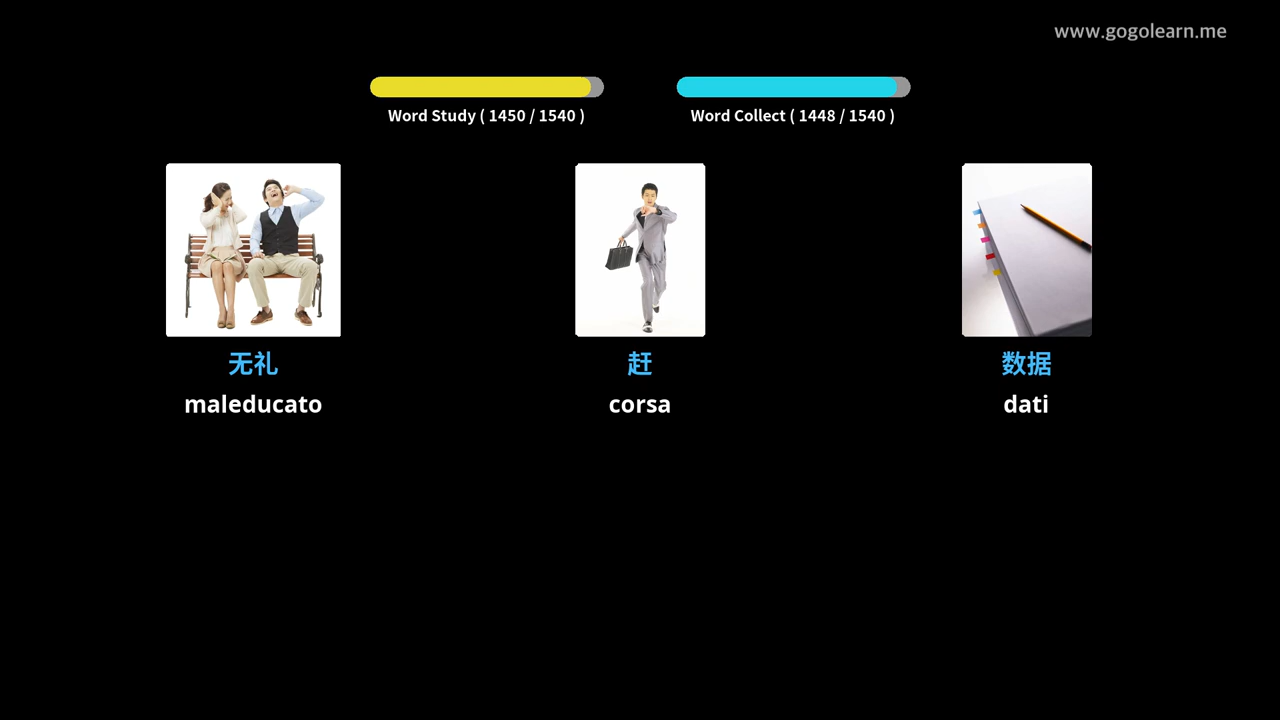 www.gogolearn.me
Word Study ( 1450 / 1540 )
Word Collect ( 1448 / 1540 )
无礼
maleducato
赶
corsa
数据
dati